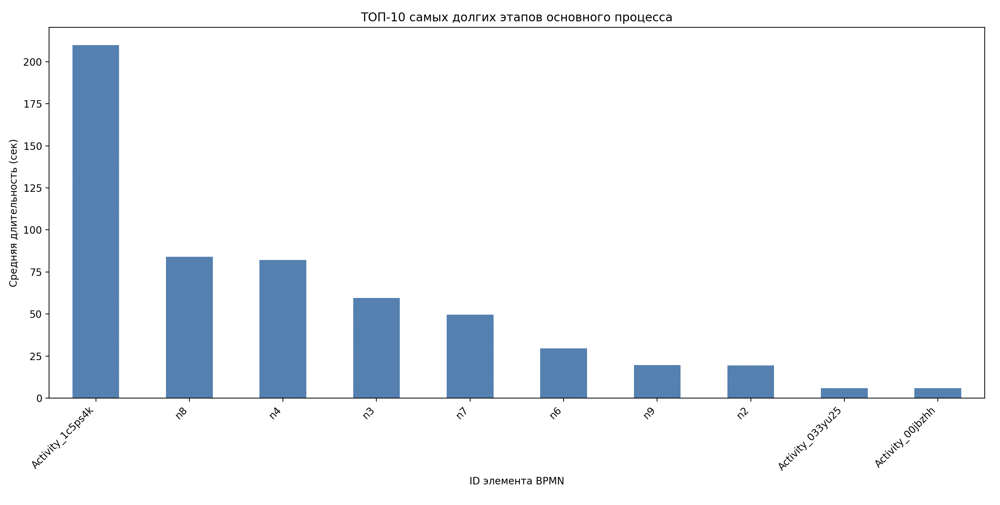 ТОП-10 самых долгих этапов основного процесса
Средняя длительность (сек)
200
175
150
125
100
75
50
25
0
Activity_1c5ps4k
n8
n4
n3
n7
n6
n9
n2
Activity_033yu25
Activity_00jbzhh
ID элемента BPMN